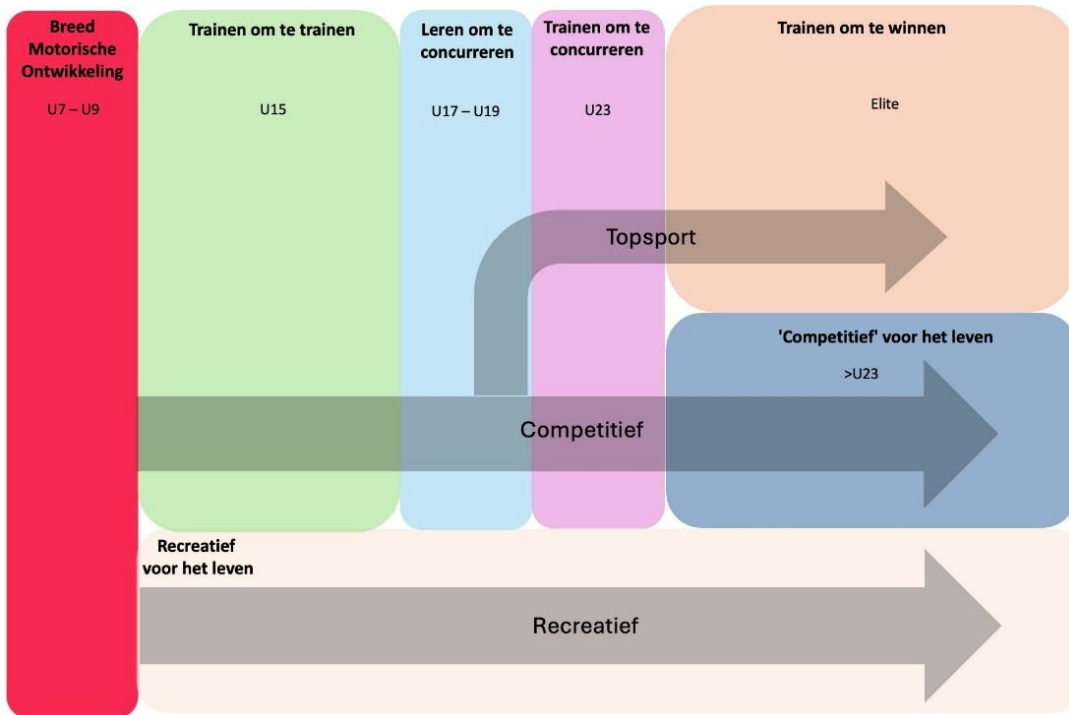 Breed
Motorische
Ontwikkeling
U7 – U9
Trainen om te trainen
U15
Leren om te
concurreren
U17 – U19
Trainen om te
concurreren
U23
Trainen om te winnen
Elite
Topsport
'Competitief' voor het leven
>U23
Competitief
Recreatief
voor het leven
Recreatief